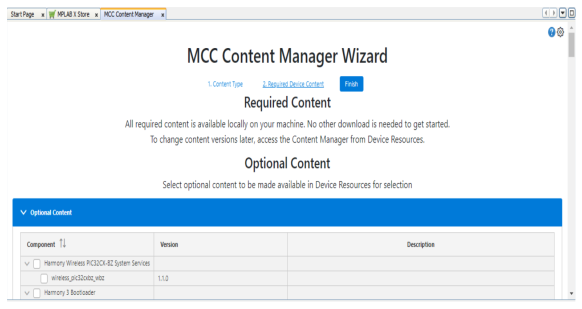 Start Page x MPLAB X Store x MCC Content Manager x
MCC Content Manager Wizard
1. Content Type 2. Required Device Content Finish
Required Content
All required content is available locally on your machine. No other download is needed to get started.
To change content versions later, access the Content Manager from Device Resources.
Optional Content
Select optional content to be made available in Device Resources for selection
Optional Content
Component Version Description
Harmony Wireless PIC32CX-BZ System Services
wireless_pic32cxbz_wbz 1.1.0
Harmony 3 Bootloader